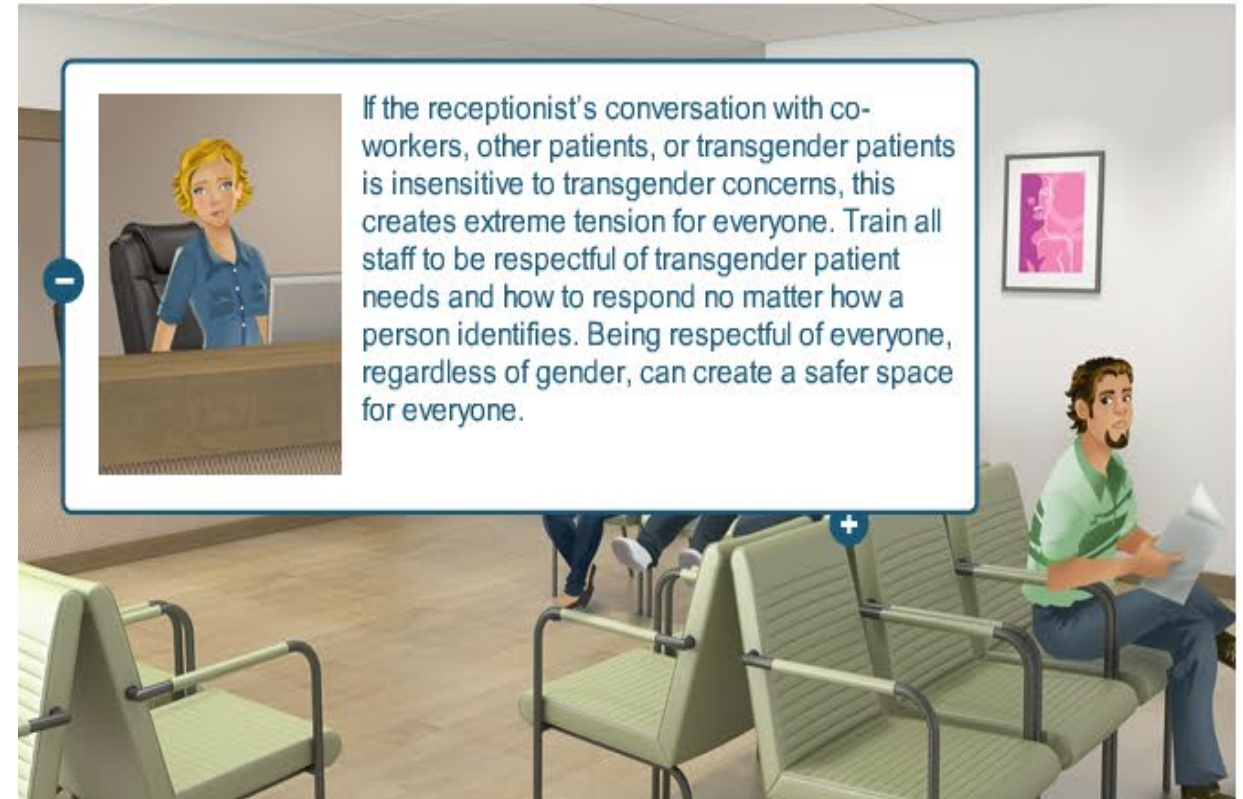 If the receptionist's conversation with co-
workers, other patients, or transgender patients
is insensitive to transgender concerns, this
creates extreme tension for everyone. Train all
staff to be respectful of transgender patient
needs and how to respond no matter how a
person identifies. Being respectful of everyone,
regardless of gender, can create a safer space
for everyone.